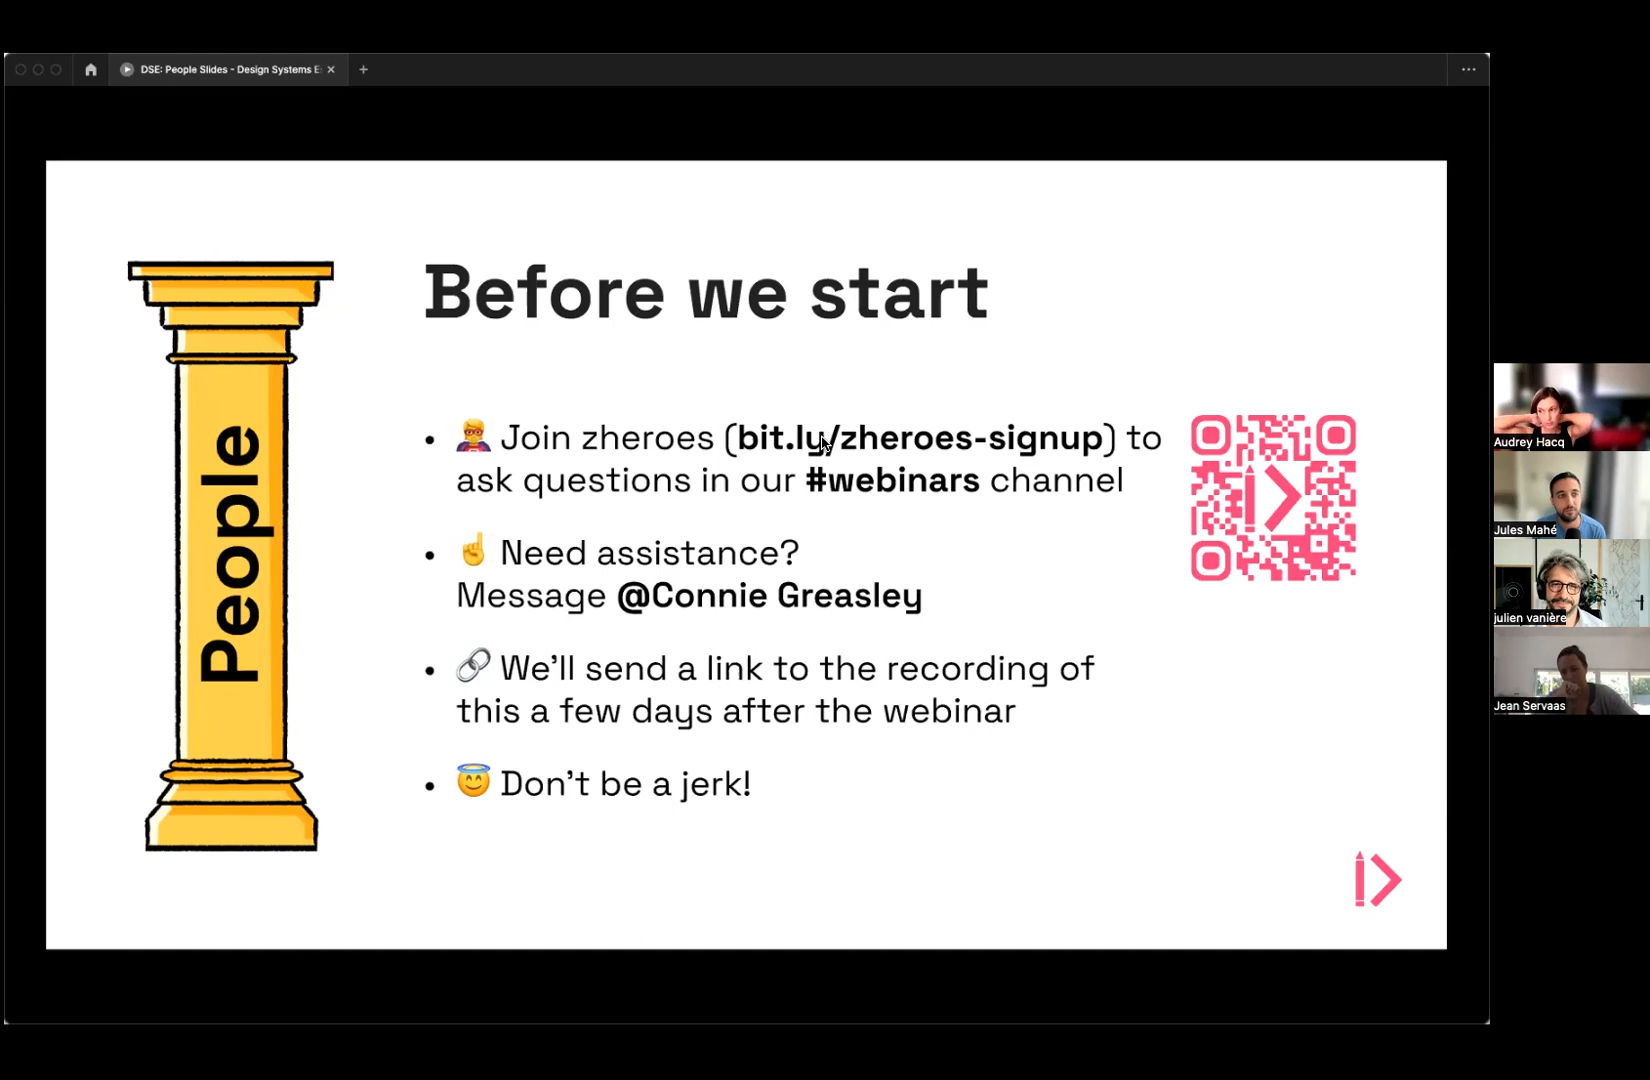 DSE: People Slides - Design Systems E
People
Before we start
Join zheroes (bit.ly/zheroes-signup) to
ask questions in our #webinars channel
Need assistance?
Message @Connie Greasley
We’ll send a link to the recording of
this a few days after the webinar
Don’t be a jerk!
Audrey Hacq
Jules Mahé
julien vanière
Jean Servaas